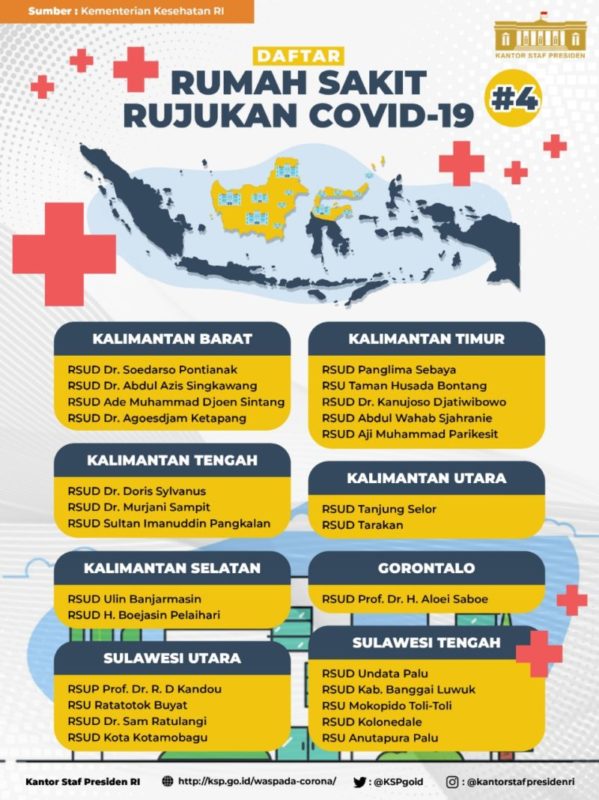 Sumber : Kementerian Kesehatan RI
KANTOR STAF PRESIDEN
DAFTAR
RUMAH SAKIT
RUJUKAN COVID-19
#4
KALIMANTAN BARAT
RSUD Dr. Soedarso Pontianak
RSUD Dr. Abdul Azis Singkawang
RSUD Ade Muhammad Djoen Sintang
RSUD Dr. Agoesdjam Ketapang
KALIMANTAN TIMUR
RSUD Panglima Sebaya
RSU Taman Husada Bontang
RSUD Dr. Kanujoso Djatiwibowo
RSUD Abdul Wahab Sjahranie
RSUD Aji Muhammad Parikesit
KALIMANTAN TENGAH
RSUD Dr. Doris Sylvanus
RSUD Dr. Murjani Sampit
RSUD Sultan Imanuddin Pangkalan
KALIMANTAN UTARA
RSUD Tanjung Selor
RSUD Tarakan
KALIMANTAN SELATAN
RSUD Ulin Banjarmasin
RSUD H. Boejasin Pelaihari
GORONTALO
RSUD Prof. Dr. H. Aloei Saboe
SULAWESI UTARA
RSUP Prof. Dr. R. D Kandou
RSU Ratatotok Buyat
RSUD Dr. Sam Ratulangi
RSUD Kota Kotamobagu
SULAWESI TENGAH
RSUD Undata Palu
RSUD Kab. Banggai Luwuk
RSU Mokopido Toli-Toli
RSUD Kolonedale
RSU Anutapura Palu
Kantor Staf Presiden RI
http://ksp.go.id/waspada-corona/
: @KSPgoid
: @kantorstafpresidenri